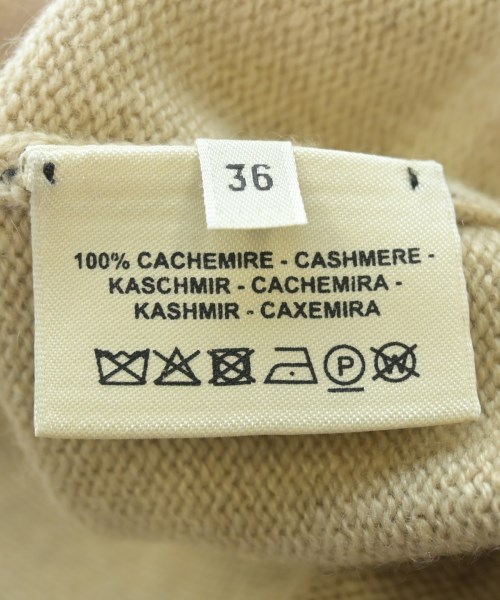 36
100% CACHEMIRE - CASHMERE -
KASCHMIR - CACHEMIRA -
KASHMIR - CAXEMIRA
P W